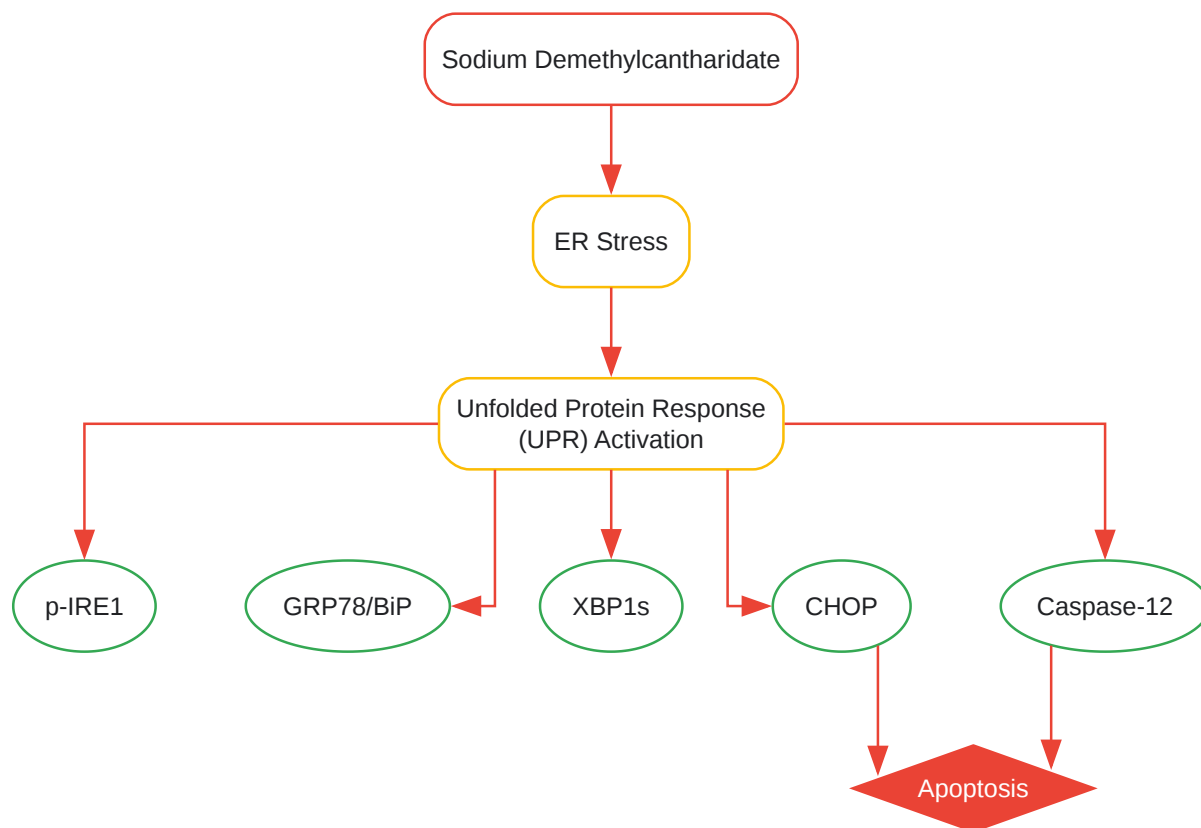 Sodium Demethylcantharidate
ER Stress
Unfolded Protein Response
(UPR) Activation
p-IRE1
GRP78/BiP
XBP1s
CHOP
Caspase-12
Apoptosis